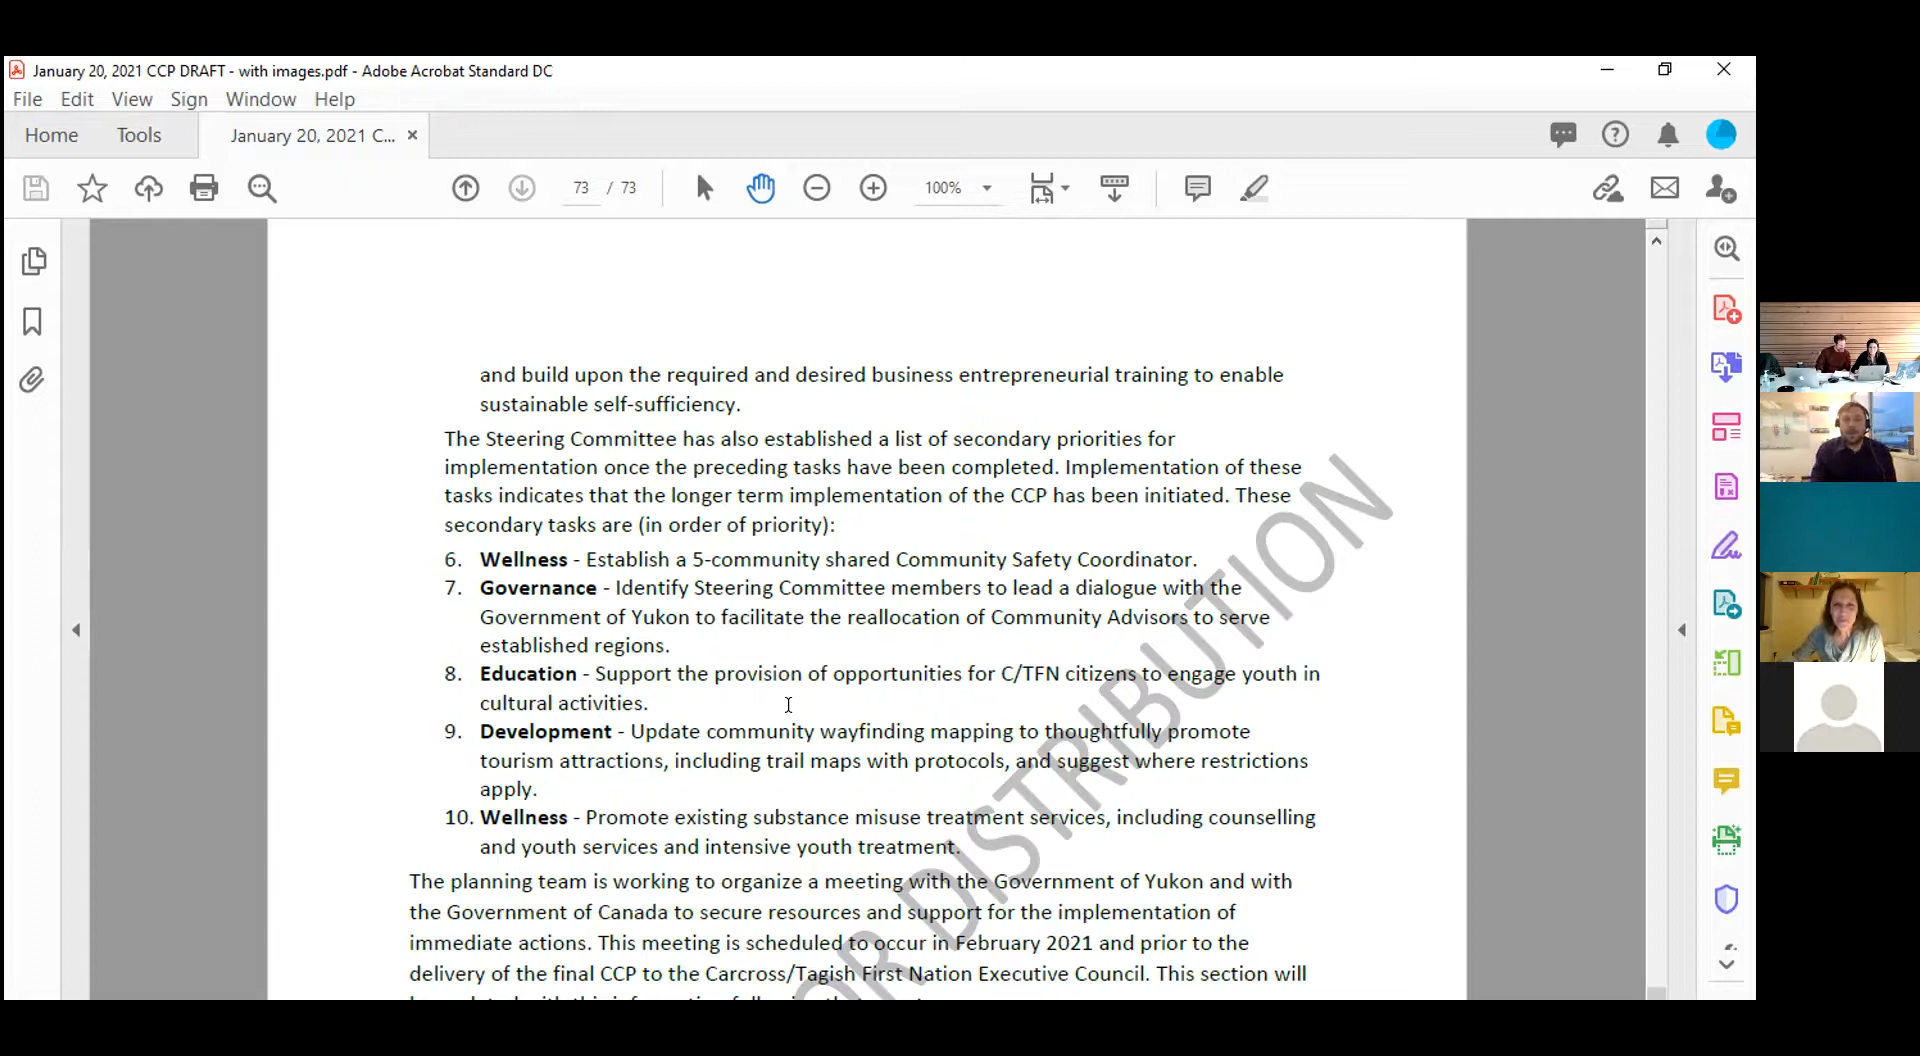 January 20, 2021 CCP DRAFT - with images.pdf - Adobe Acrobat Standard DC
File Edit View Sign Window Help
Home Tools January 20, 2021 C... ×
73 / 73 100%
and build upon the required and desired business entrepreneurial training to enable
sustainable self-sufficiency.
The Steering Committee has also established a list of secondary priorities for
implementation once the preceding tasks have been completed. Implementation of these
tasks indicates that the longer term implementation of the CCP has been initiated. These
secondary tasks are (in order of priority):
6. Wellness - Establish a 5-community shared Community Safety Coordinator.
7. Governance - Identify Steering Committee members to lead a dialogue with the
Government of Yukon to facilitate the reallocation of Community Advisors to serve
established regions.
8. Education - Support the provision of opportunities for C/TFN citizens to engage youth in
cultural activities.
9. Development - Update community wayfinding mapping to thoughtfully promote
tourism attractions, including trail maps with protocols, and suggest where restrictions
apply.
10. Wellness - Promote existing substance misuse treatment services, including counselling
and youth services and intensive youth treatment.
The planning team is working to organize a meeting with the Government of Yukon and with
the Government of Canada to secure resources and support for the implementation of
immediate actions. This meeting is scheduled to occur in February 2021 and prior to the
delivery of the final CCP to the Carcross/Tagish First Nation Executive Council. This section will
OR DISTRIBUTION